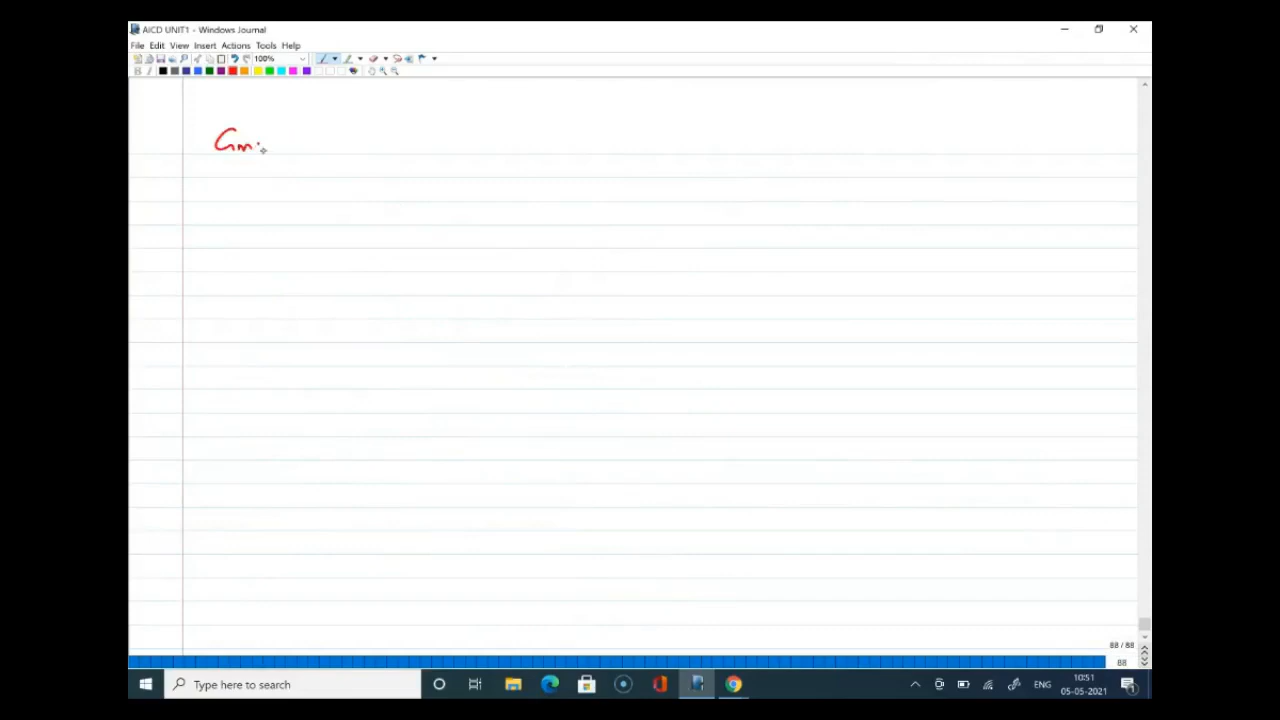 AICD UNIT1 - Windows Journal
File Edit View Insert Actions Tools Help
100%
B I
Gm
88 / 88
88
Type here to search
ENG
10:51
05-05-2021
1